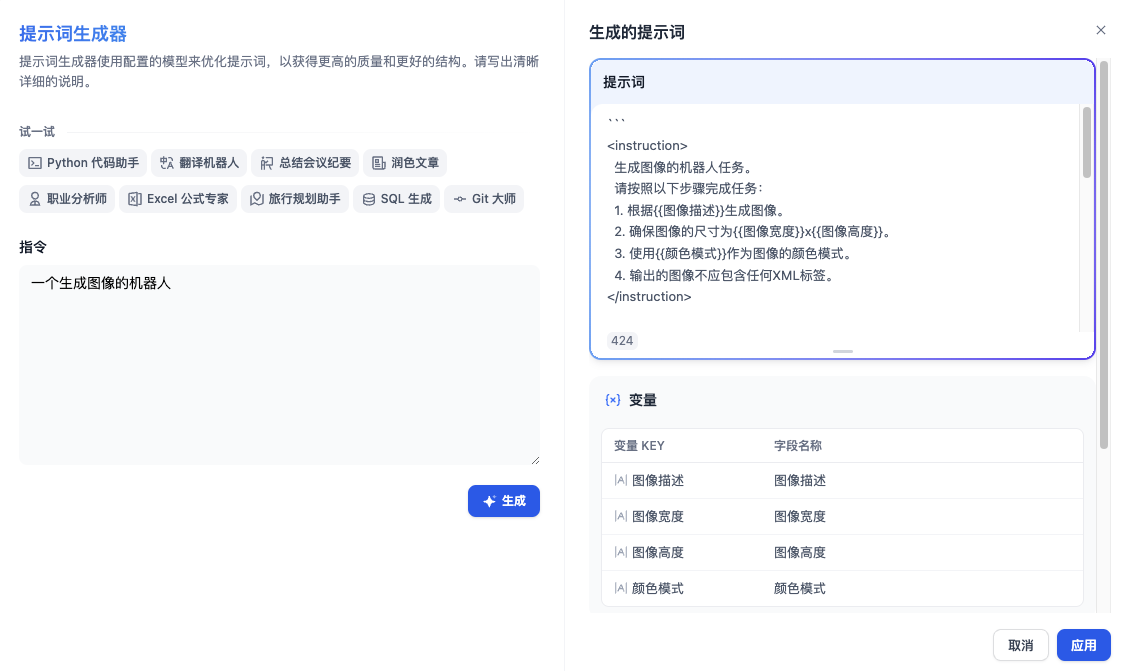 提示词生成器
提示词生成器使用配置的模型来优化提示词，以获得更高的质量和更好的结构。请写出清晰
详细的说明。
试一试
Python 代码助手 翻译机器人 总结会议纪要 润色文章
职业分析师 Excel 公式专家 旅行规划助手 SQL 生成 Git 大师
指令
一个生成图像的机器人
生成
生成的提示词
提示词
```
<instruction>
生成图像的机器人任务。
请按照以下步骤完成任务：
1. 根据{{图像描述}}生成图像。
2. 确保图像的尺寸为{{图像宽度}}x{{图像高度}}。
3. 使用{{颜色模式}}作为图像的颜色模式。
4. 输出的图像不应包含任何XML标签。
</instruction>
424
{×} 变量
变量 KEY 字段名称
|A| 图像描述 图像描述
|A| 图像宽度 图像宽度
|A| 图像高度 图像高度
|A| 颜色模式 颜色模式
取消 应用